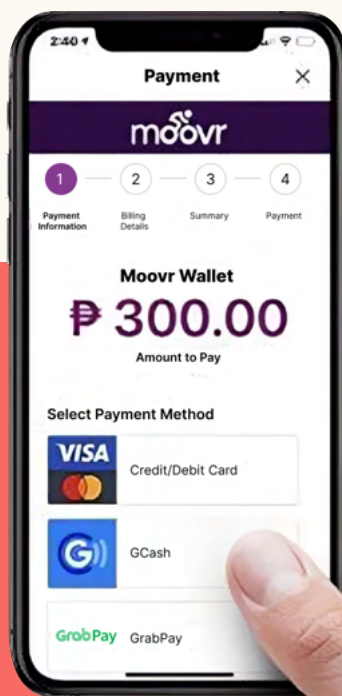 2:40
Payment
moovr
1 2 3 4
Payment Information
Billing Details
Summary
Payment
Moovr Wallet
₱ 300.00
Amount to Pay
Select Payment Method
VISA
Credit/Debit Card
G
GCash
GrabPay
GrabPay